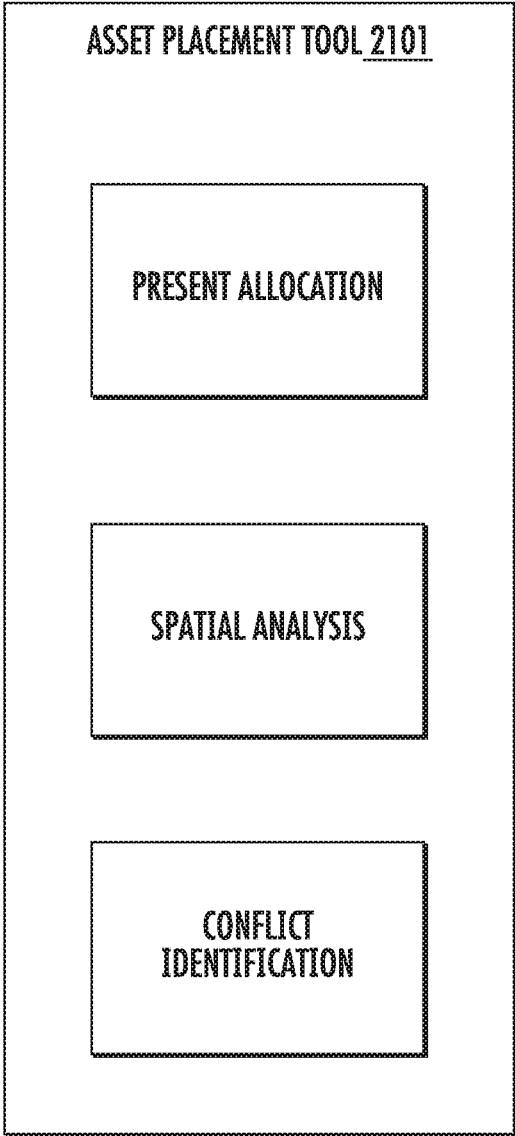 ASSET PLACEMENT TOOL 2101
PRESENT ALLOCATION
SPATIAL ANALYSIS
CONFLICT
IDENTIFICATION